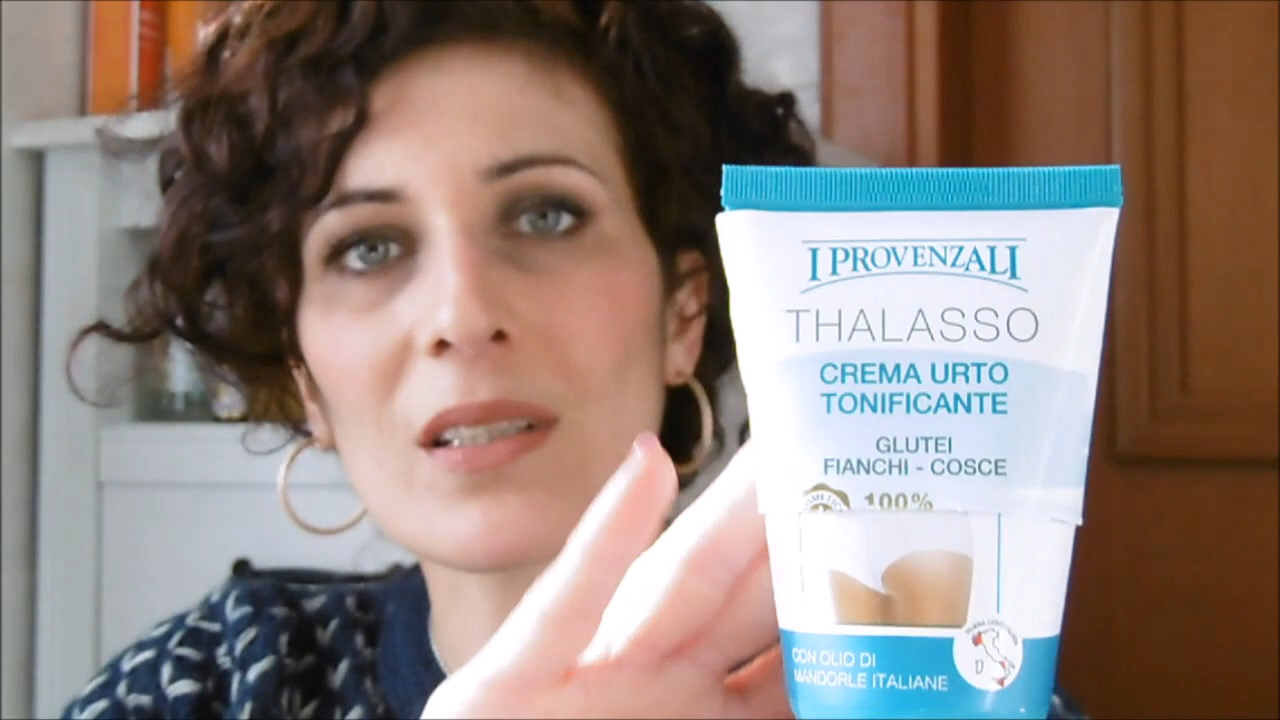 I PROVENZALI
THALASSO
CREMA URTO
TONIFICANTE
GLUTEI
FIANCHI - COSCE
100%
CON OLIO DI
MANDORLE ITALIANE